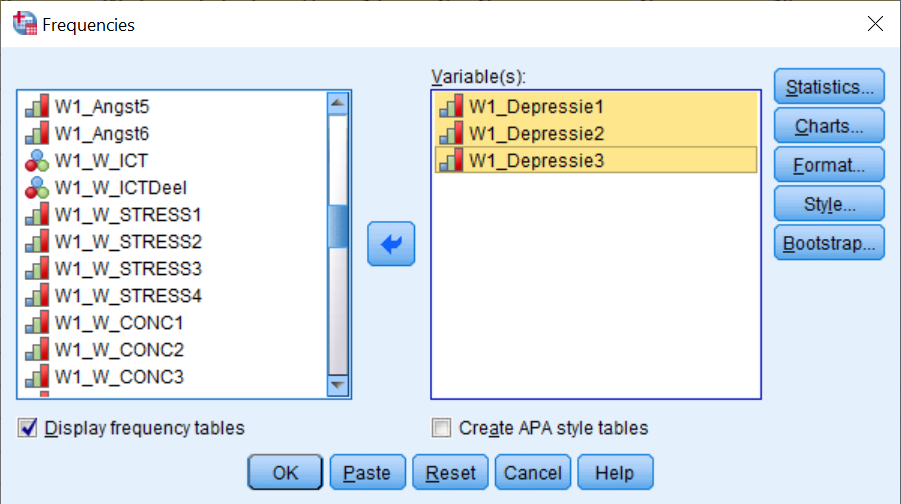 Frequencies
Variable(s):
W1_Angst5
W1_Angst6
W1_W_ICT
W1_W_ICTDeel
W1_W_STRESS1
W1_W_STRESS2
W1_W_STRESS3
W1_W_STRESS4
W1_W_CONC1
W1_W_CONC2
W1_W_CONC3
W1_Depressie1
W1_Depressie2
W1_Depressie3
Statistics...
Charts...
Format...
Style...
Bootstrap...
Display frequency tables
Create APA style tables
OK
Paste
Reset
Cancel
Help